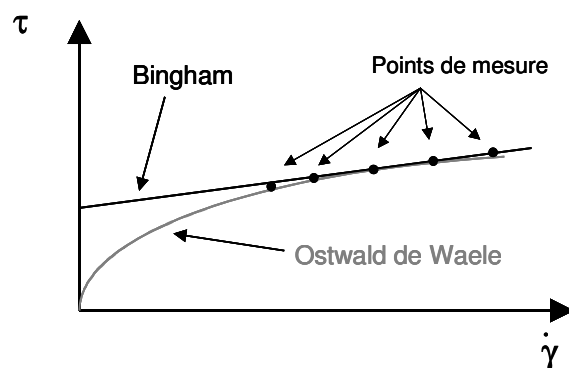 τ
Points de mesure
Bingham
Ostwald de Waele
γ̇